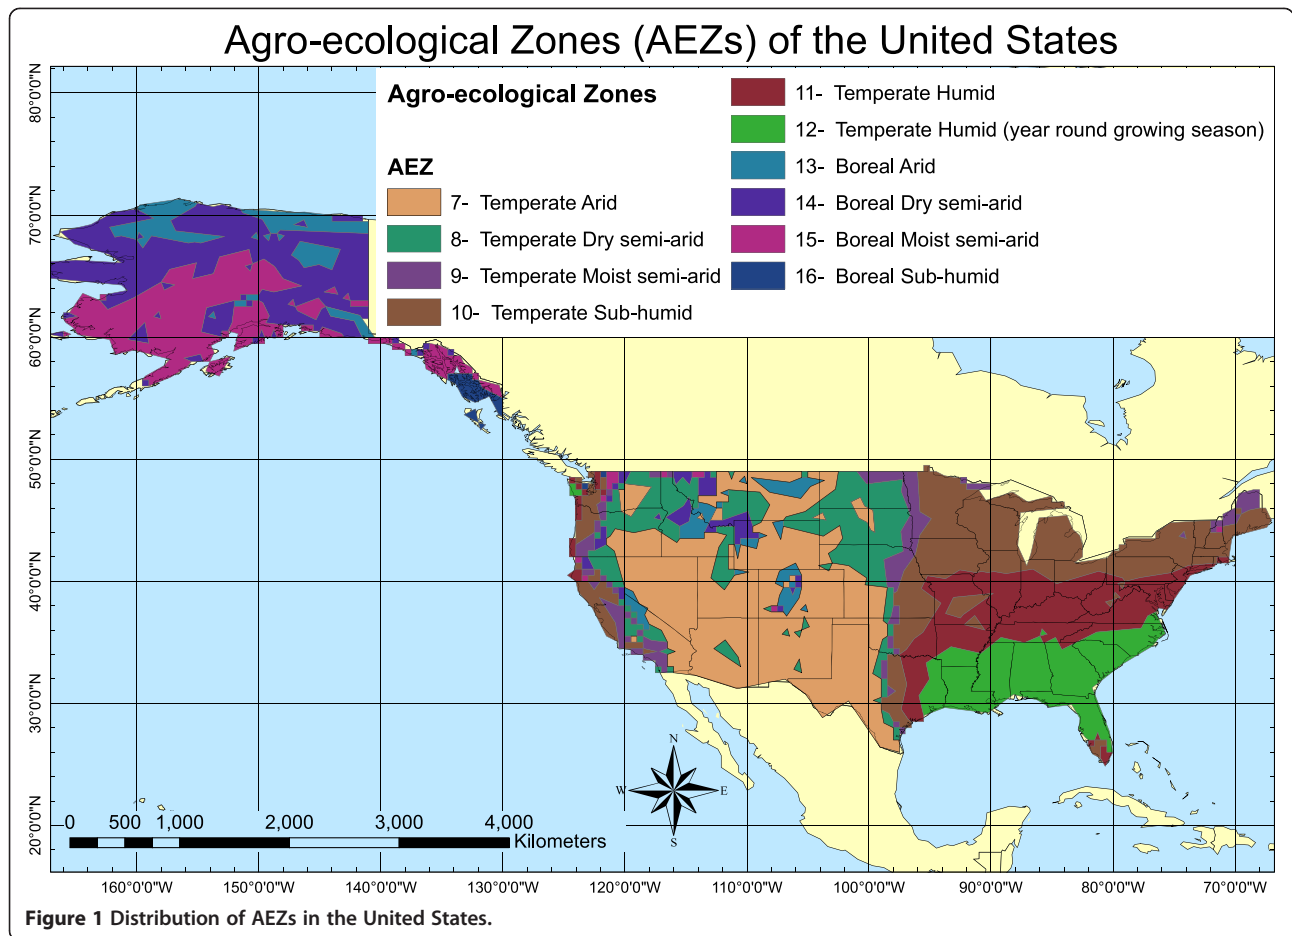 Agro-ecological Zones (AEZs) of the United States
Agro-ecological Zones
AEZ
7- Temperate Arid
8- Temperate Dry semi-arid
9- Temperate Moist semi-arid
10- Temperate Sub-humid
11- Temperate Humid
12- Temperate Humid (year round growing season)
13- Boreal Arid
14- Boreal Dry semi-arid
15- Boreal Moist semi-arid
16- Boreal Sub-humid
80°0'0"N
70°0'0"N
60°0'0"N
50°0'0"N
40°0'0"N
30°0'0"N
20°0'0"N
N
W
E
S
0 500 1,000 2,000 3,000 4,000
Kilometers
160°0'0"W 150°0'0"W 140°0'0"W 130°0'0"W 120°0'0"W 110°0'0"W 100°0'0"W 90°0'0"W 80°0'0"W 70°0'0"W
Figure 1 Distribution of AEZs in the United States.